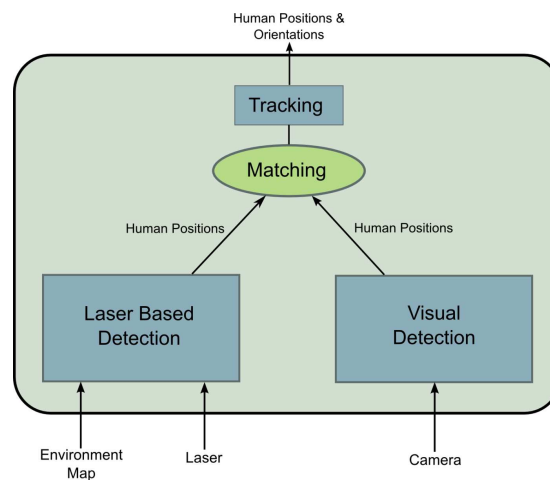 Human Positions &
Orientations
Tracking
Matching
Human Positions
Human Positions
Laser Based
Detection
Visual
Detection
Environment
Map
Laser
Camera